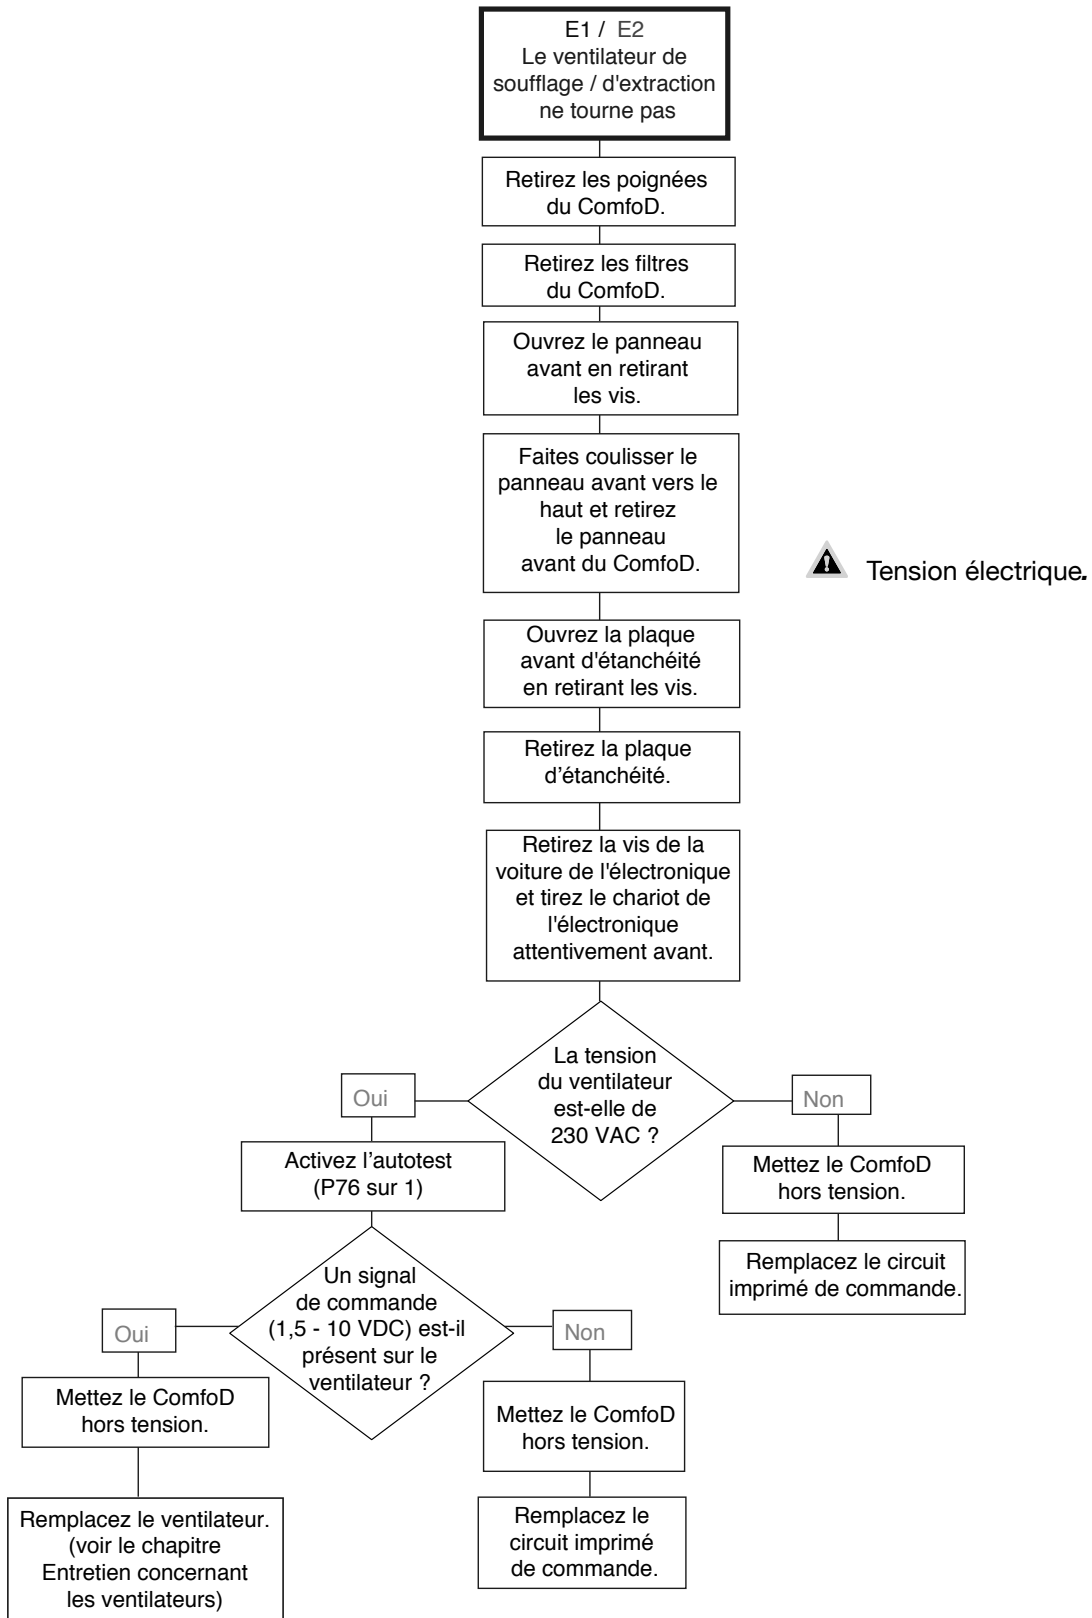 E1 / E2
Le ventilateur de
soufflage / d'extraction
ne tourne pas
Retirez les poignées
du ComfoD.
Retirez les filtres
du ComfoD.
Ouvrez le panneau
avant en retirant
les vis.
Faites coulisser le
panneau avant vers le
haut et retirez
le panneau
avant du ComfoD.
Tension électrique.
Ouvrez la plaque
avant d'étanchéité
en retirant les vis.
Retirez la plaque
d’étanchéité.
Retirez la vis de la
voiture de l'électronique
et tirez le chariot de
l'électronique
attentivement avant.
La tension
du ventilateur
est-elle de
230 VAC ?
Oui
Non
Activez l’autotest
(P76 sur 1)
Mettez le ComfoD
hors tension.
Remplacez le circuit
imprimé de commande.
Un signal
de commande
(1,5 - 10 VDC) est-il
présent sur le
ventilateur ?
Oui
Non
Mettez le ComfoD
hors tension.
Remplacez le ventilateur.
(voir le chapitre
Entretien concernant
les ventilateurs)
Mettez le ComfoD
hors tension.
Remplacez le
circuit imprimé
de commande.